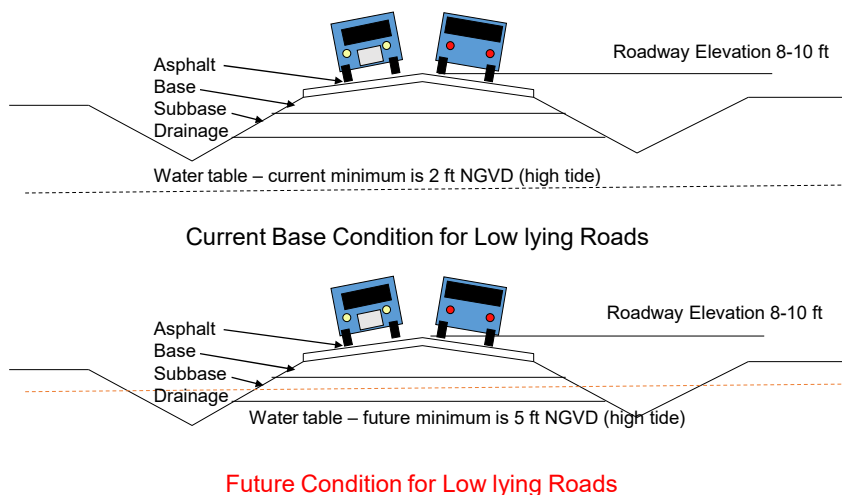 Roadway Elevation 8-10 ft
Asphalt
Base
Subbase
Drainage
Water table – current minimum is 2 ft NGVD (high tide)
Current Base Condition for Low lying Roads
Roadway Elevation 8-10 ft
Asphalt
Base
Subbase
Drainage
Water table – future minimum is 5 ft NGVD (high tide)
Future Condition for Low lying Roads